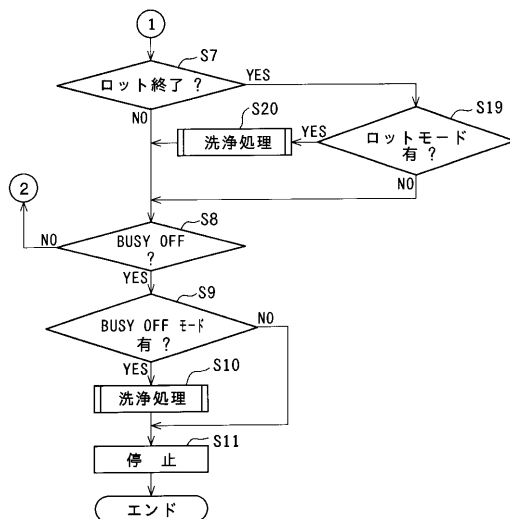 1
S7
ロット終了 ?
YES
NO
S19
ロットモード
有 ?
YES
NO
S20
洗浄処理
2
S8
BUSY OFF
?
NO
YES
S9
BUSY OFF モード
有 ?
NO
YES
S10
洗浄処理
S11
停 止
エンド